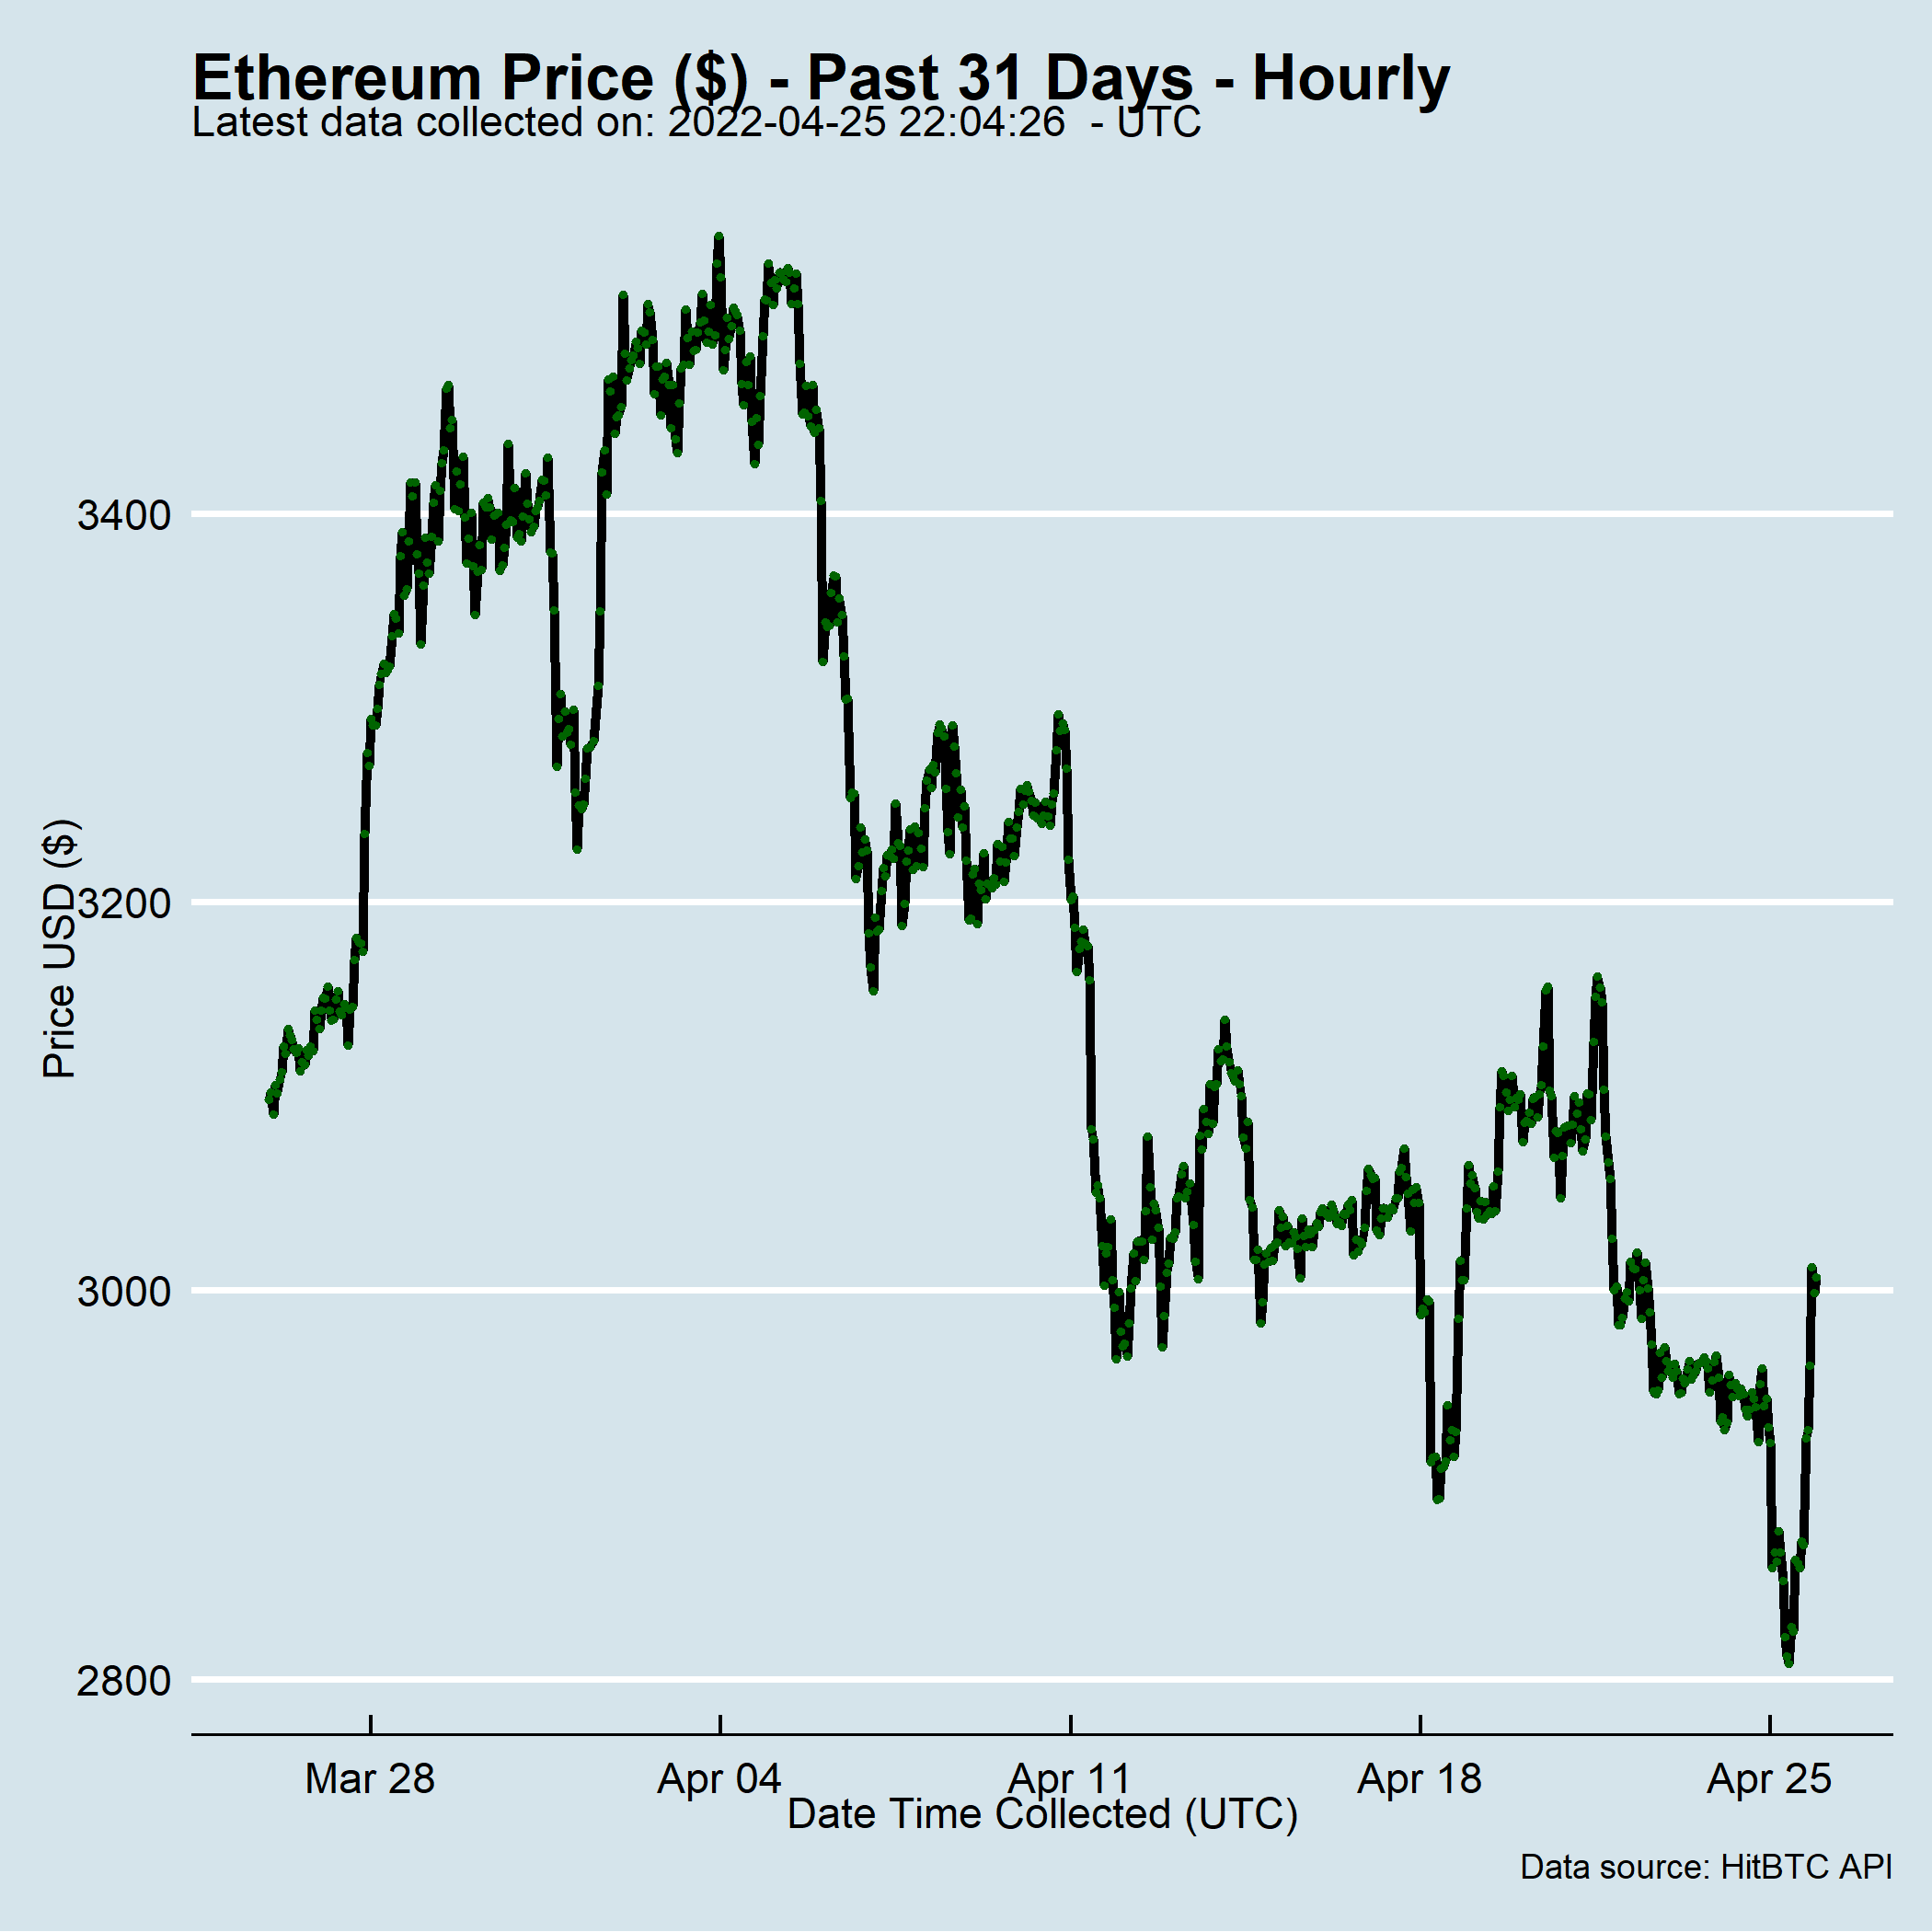 Ethereum Price ($) - Past 31 Days - Hourly
Latest data collected on: 2022-04-25 22:04:26  - UTC
Price USD ($)
3400
3200
3000
2800
Mar 28
Apr 04
Apr 11
Apr 18
Apr 25
Date Time Collected (UTC)
Data source: HitBTC API